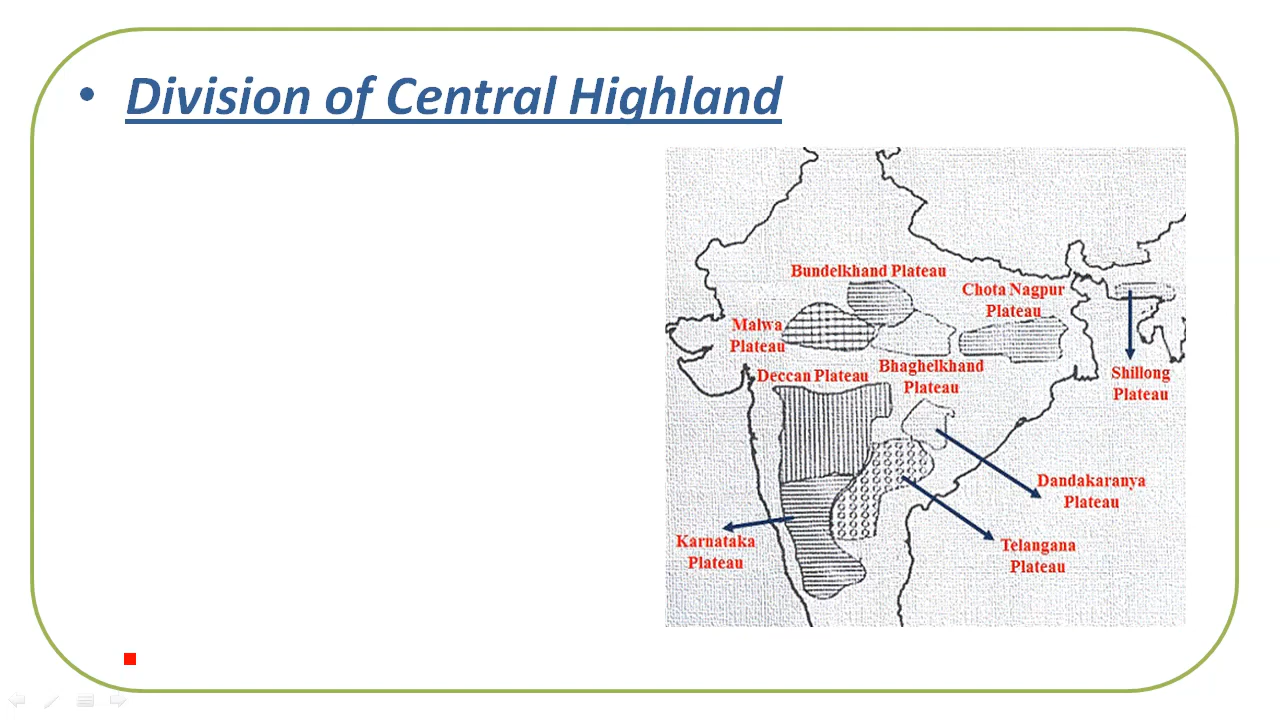 • Division of Central Highland
Bundelkhand Plateau
Chota Nagpur
Plateau
Malwa
Plateau
Bhaghelkhand
Plateau
Deccan Plateau
Shillong
Plateau
Dandakaranya
Plateau
Karnataka
Plateau
Telangana
Plateau